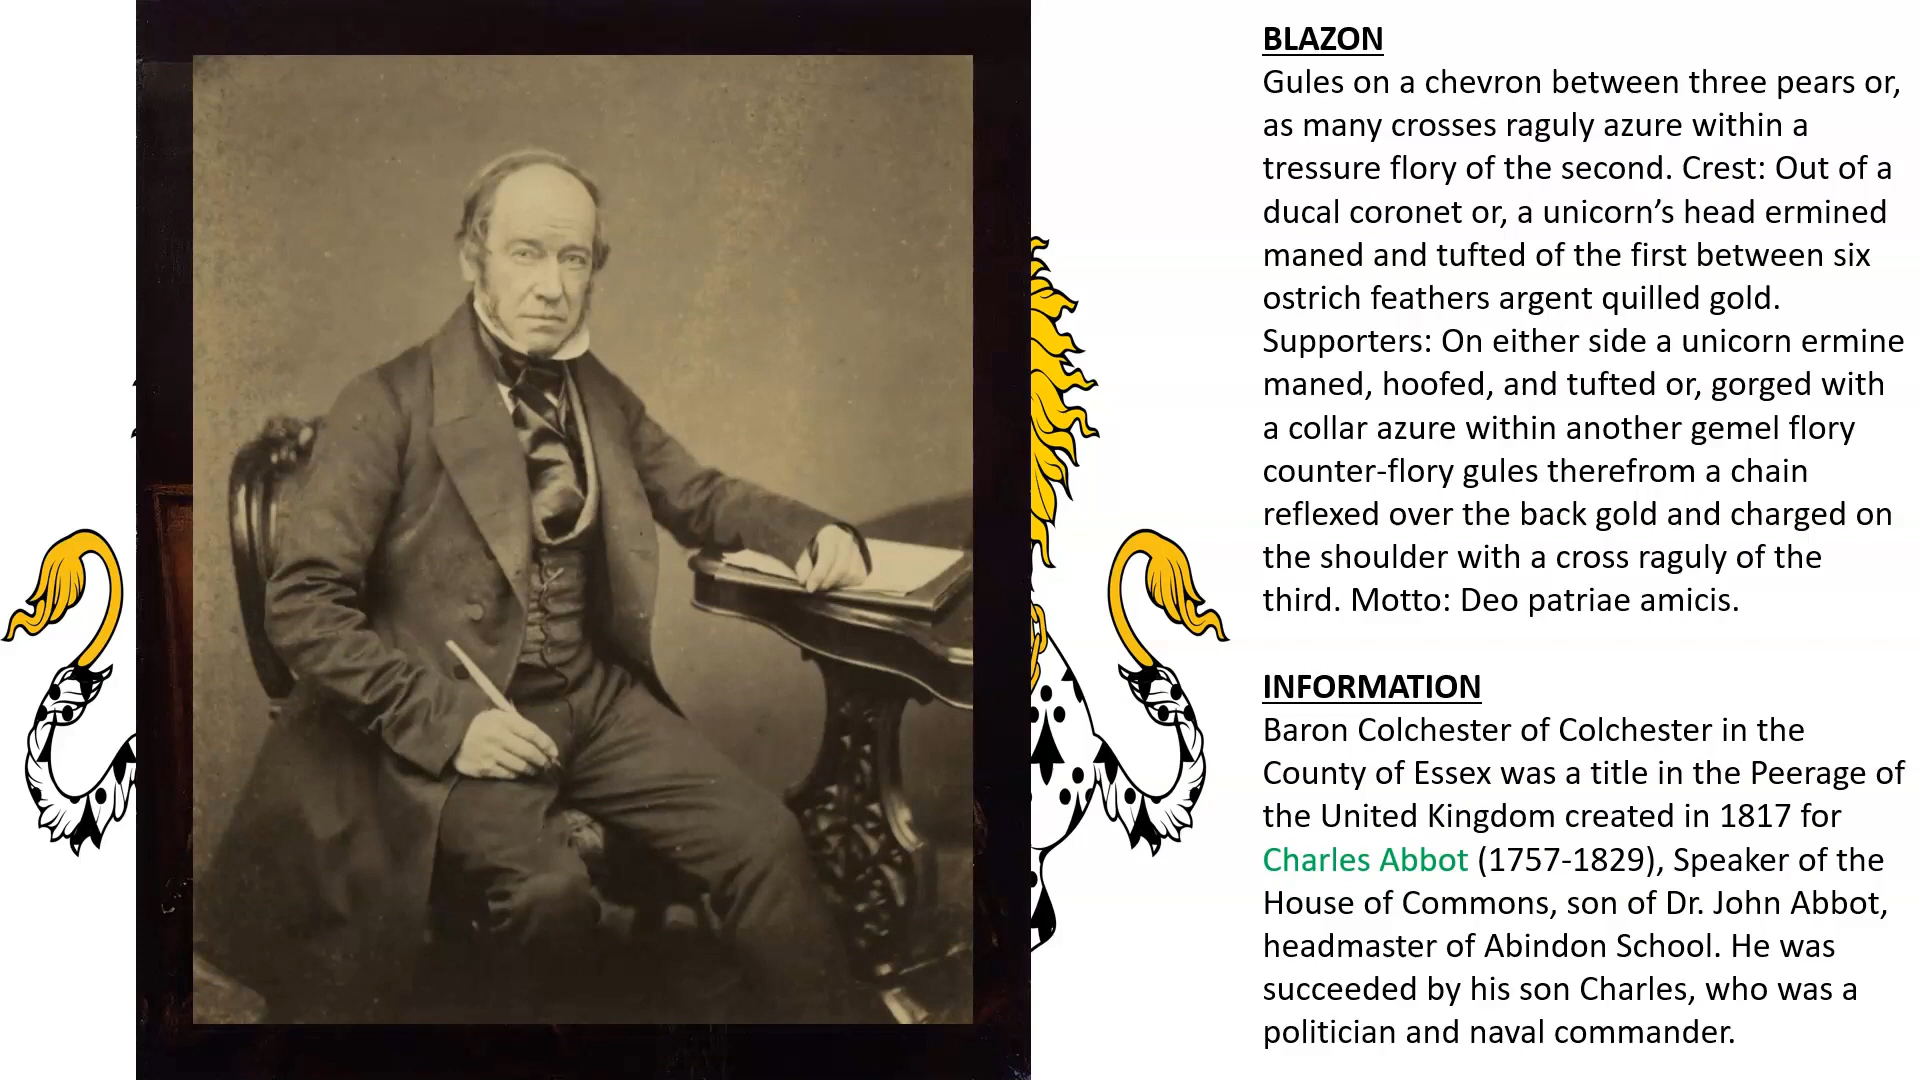 BLAZON
Gules on a chevron between three pears or,
as many crosses raguly azure within a
tressure flory of the second. Crest: Out of a
ducal coronet or, a unicorn’s head ermined
maned and tufted of the first between six
ostrich feathers argent quilled gold.
Supporters: On either side a unicorn ermine
maned, hoofed, and tufted or, gorged with
a collar azure within another gemel flory
counter-flory gules therefrom a chain
reflexed over the back gold and charged on
the shoulder with a cross raguly of the
third. Motto: Deo patriae amicis.
INFORMATION
Baron Colchester of Colchester in the
County of Essex was a title in the Peerage of
the United Kingdom created in 1817 for
Charles Abbot (1757-1829), Speaker of the
House of Commons, son of Dr. John Abbot,
headmaster of Abindon School. He was
succeeded by his son Charles, who was a
politician and naval commander.